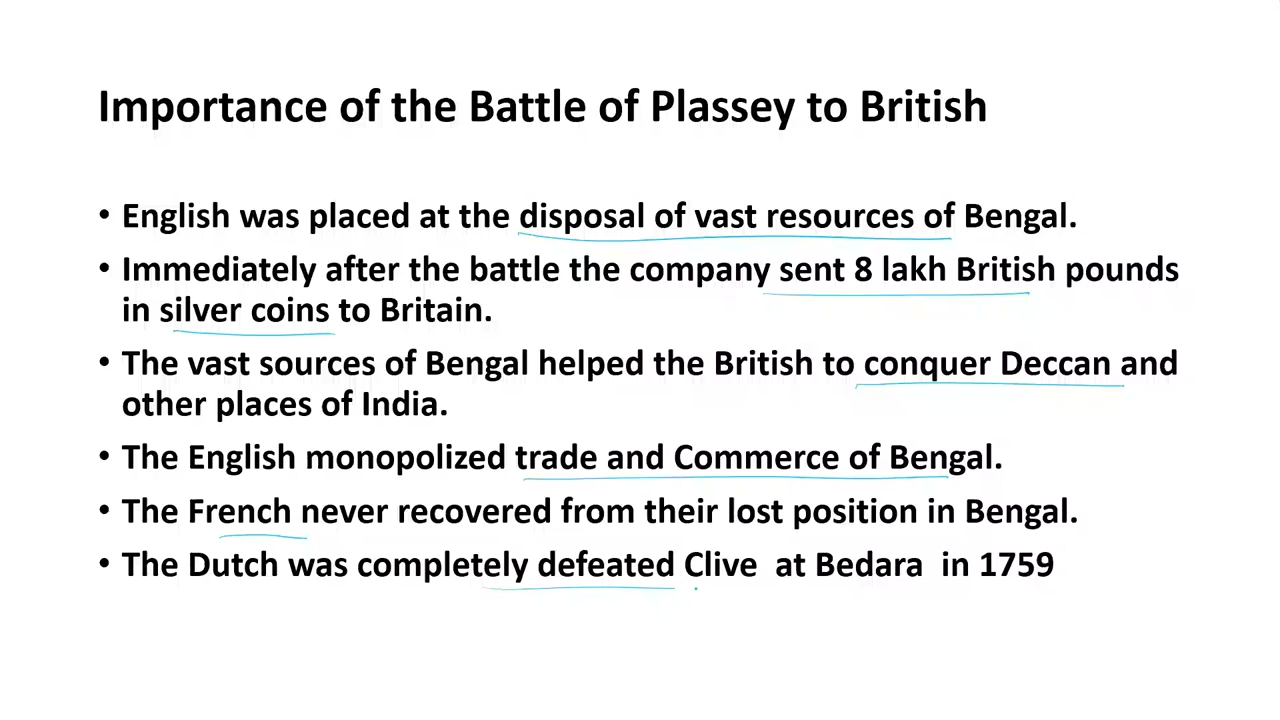 Importance of the Battle of Plassey to British
• English was placed at the disposal of vast resources of Bengal.
• Immediately after the battle the company sent 8 lakh British pounds
in silver coins to Britain.
• The vast sources of Bengal helped the British to conquer Deccan and
other places of India.
• The English monopolized trade and Commerce of Bengal.
• The French never recovered from their lost position in Bengal.
• The Dutch was completely defeated Clive at Bedara in 1759